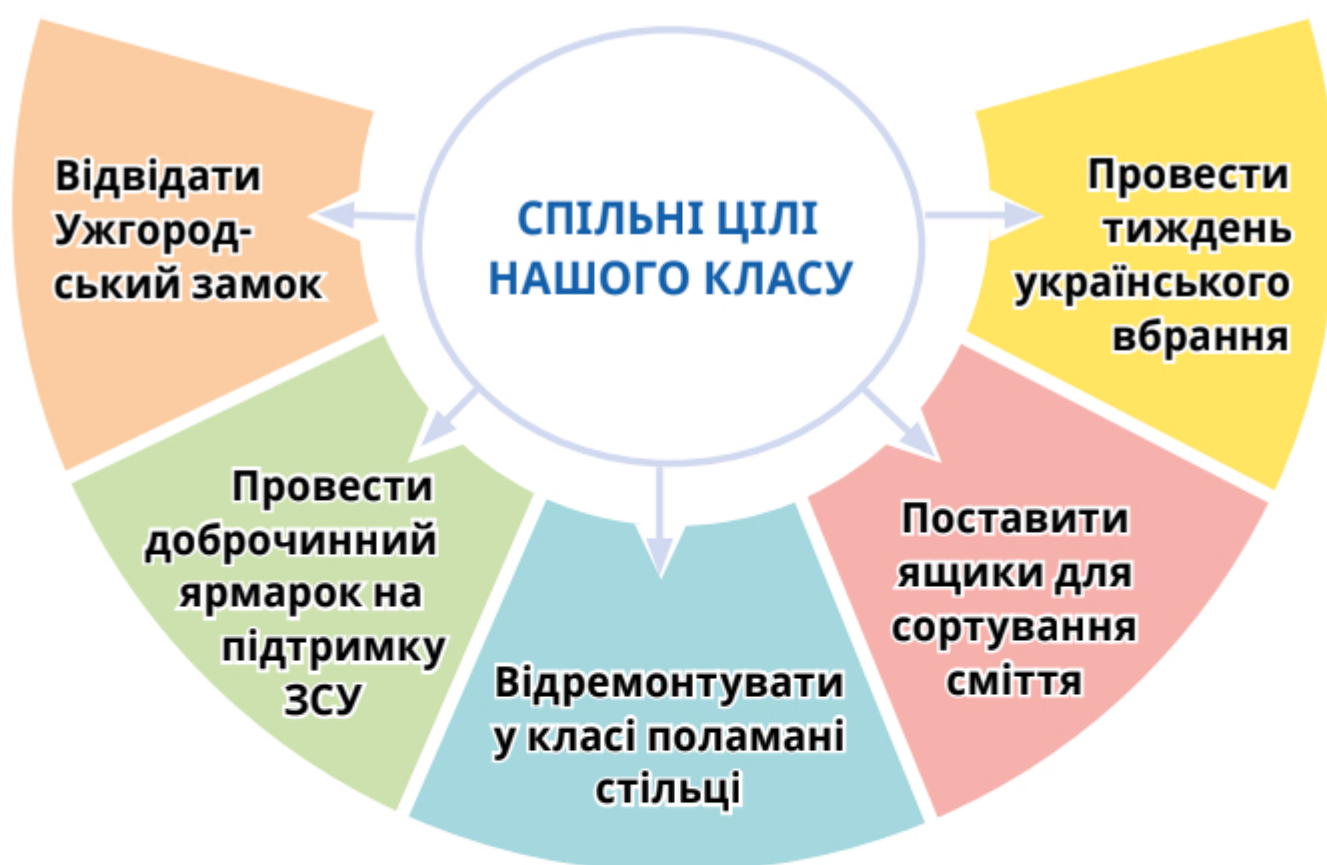 СПІЛЬНІ ЦІЛІ
НАШОГО КЛАСУ
Відвідати
Ужгород-
ський замок
Провести
доброчинний
ярмарок на
підтримку
ЗСУ
Відремонтувати
у класі поламані
стільці
Поставити
ящики для
сортування
сміття
Провести
тиждень
українського
вбрання